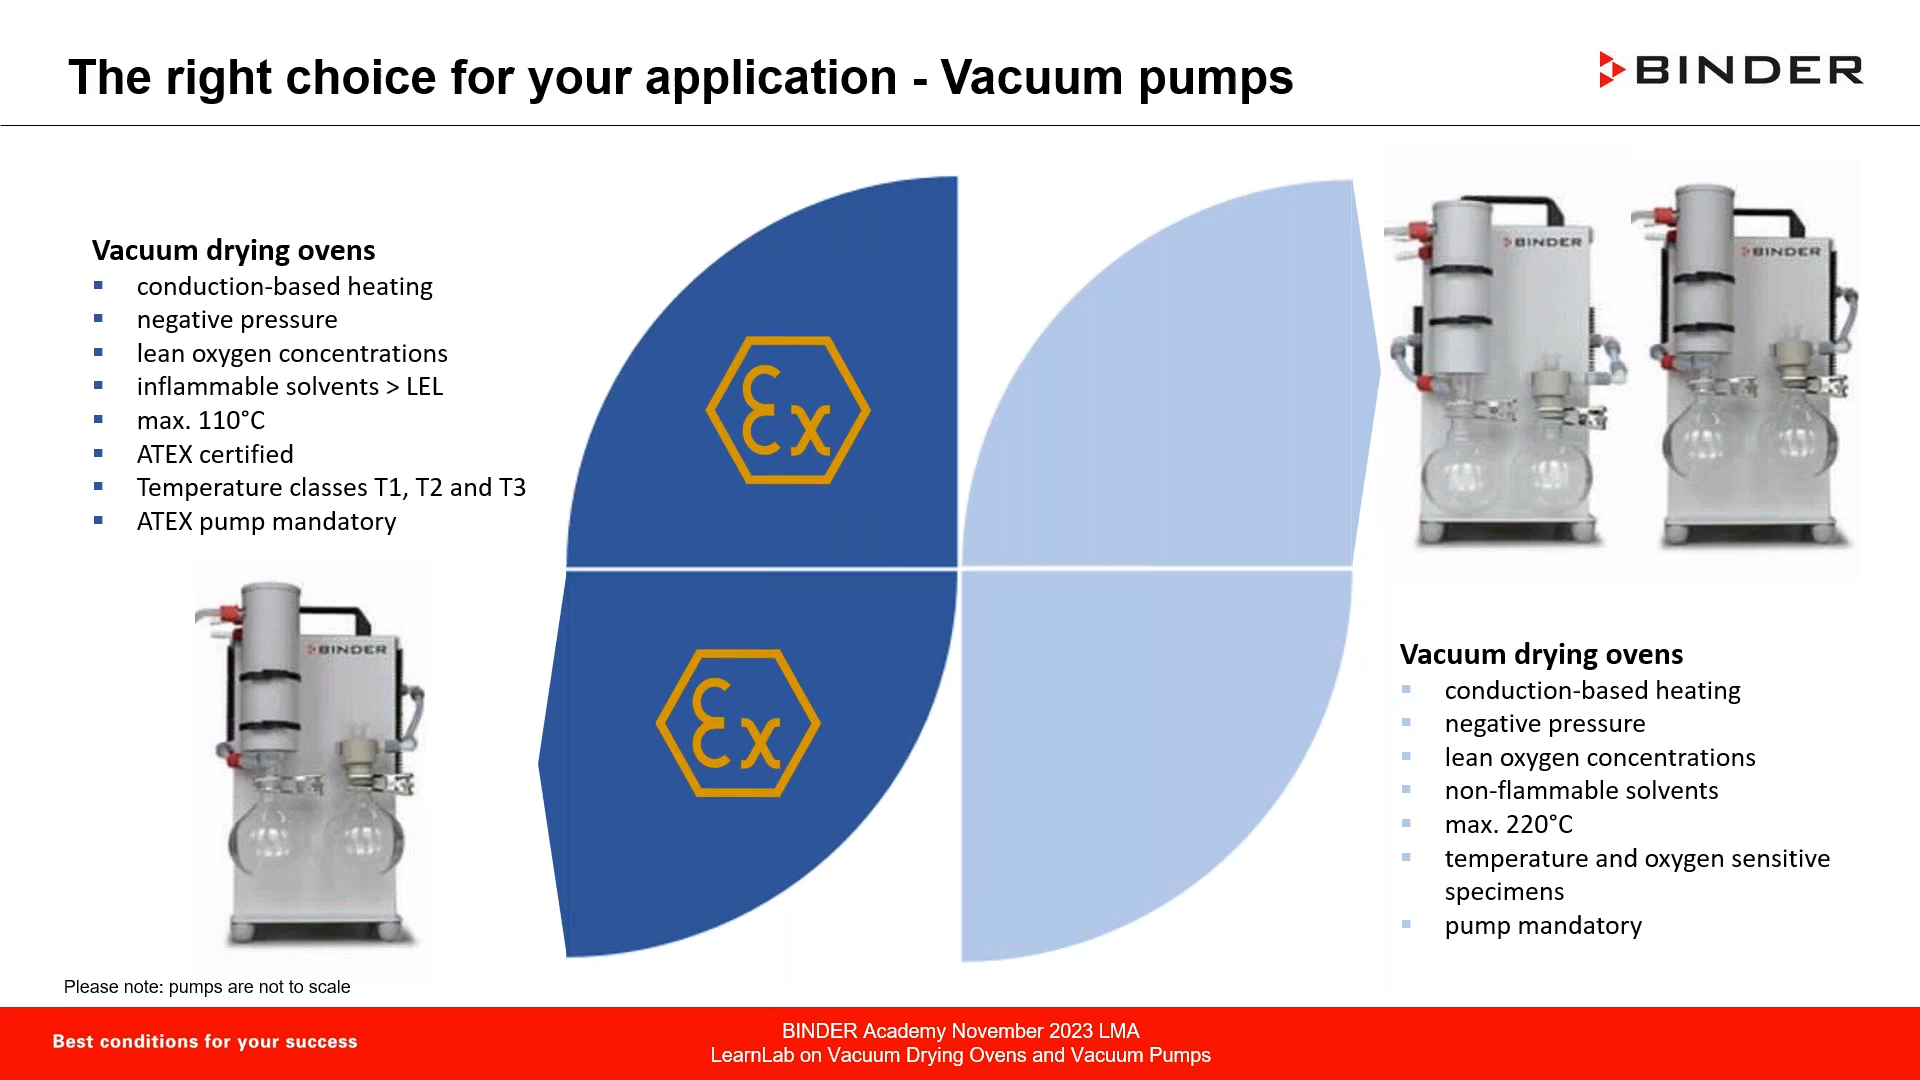 The right choice for your application - Vacuum pumps
BINDER
Vacuum drying ovens
conduction-based heating
negative pressure
lean oxygen concentrations
inflammable solvents > LEL
max. 110°C
ATEX certified
Temperature classes T1, T2 and T3
ATEX pump mandatory
Ex
Ex
BINDER
BINDER
BINDER
Vacuum drying ovens
conduction-based heating
negative pressure
lean oxygen concentrations
non-flammable solvents
max. 220°C
temperature and oxygen sensitive
specimens
pump mandatory
Please note: pumps are not to scale
Best conditions for your success
BINDER Academy November 2023 LMA
LearnLab on Vacuum Drying Ovens and Vacuum Pumps